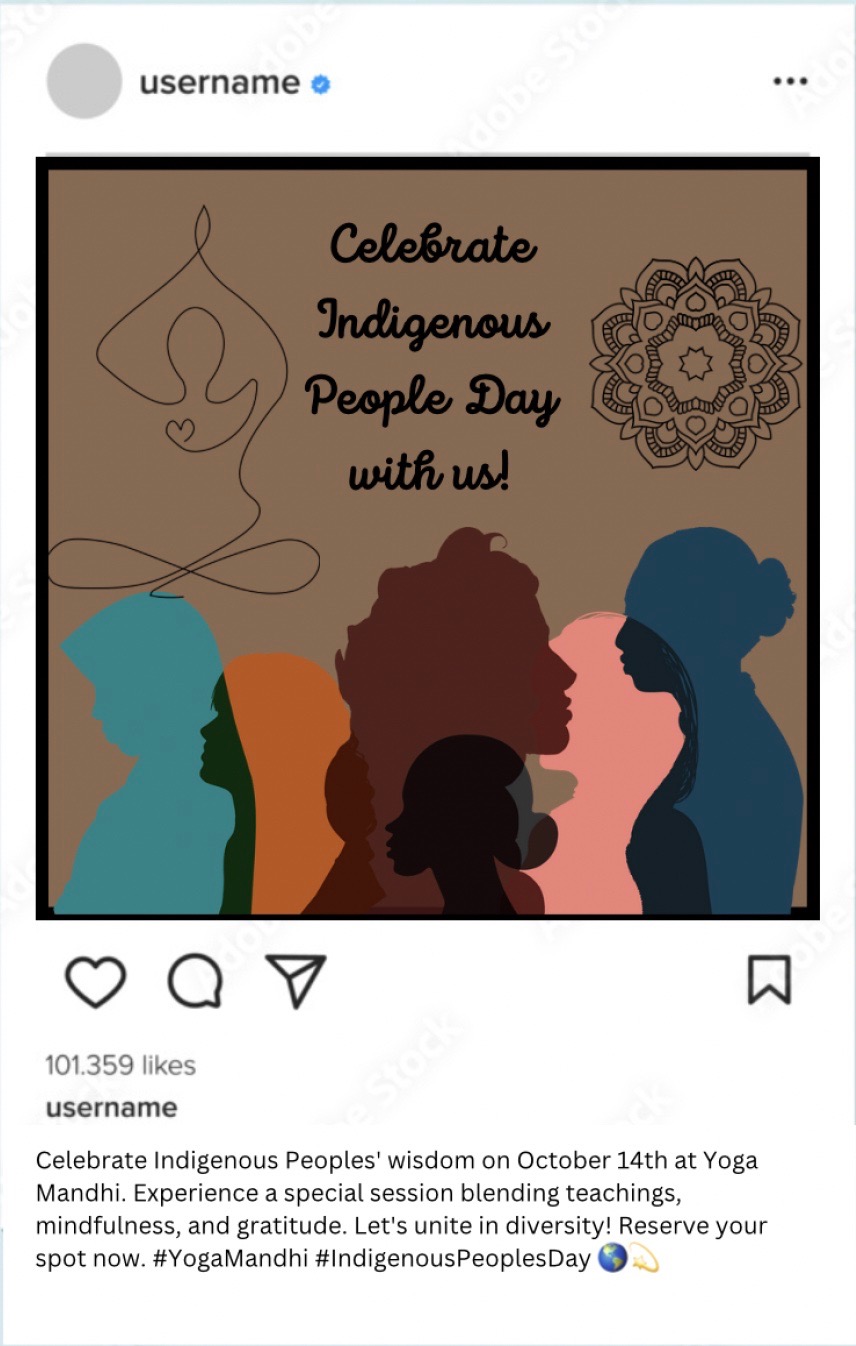 username
Celebrate
Indigenous
People Day
with us!
101.359 likes
username
Celebrate Indigenous Peoples' wisdom on October 14th at Yoga
Mandhi. Experience a special session blending teachings,
mindfulness, and gratitude. Let's unite in diversity! Reserve your
spot now. #YogaMandhi #IndigenousPeoplesDay 🌎💫
Adobe Stock